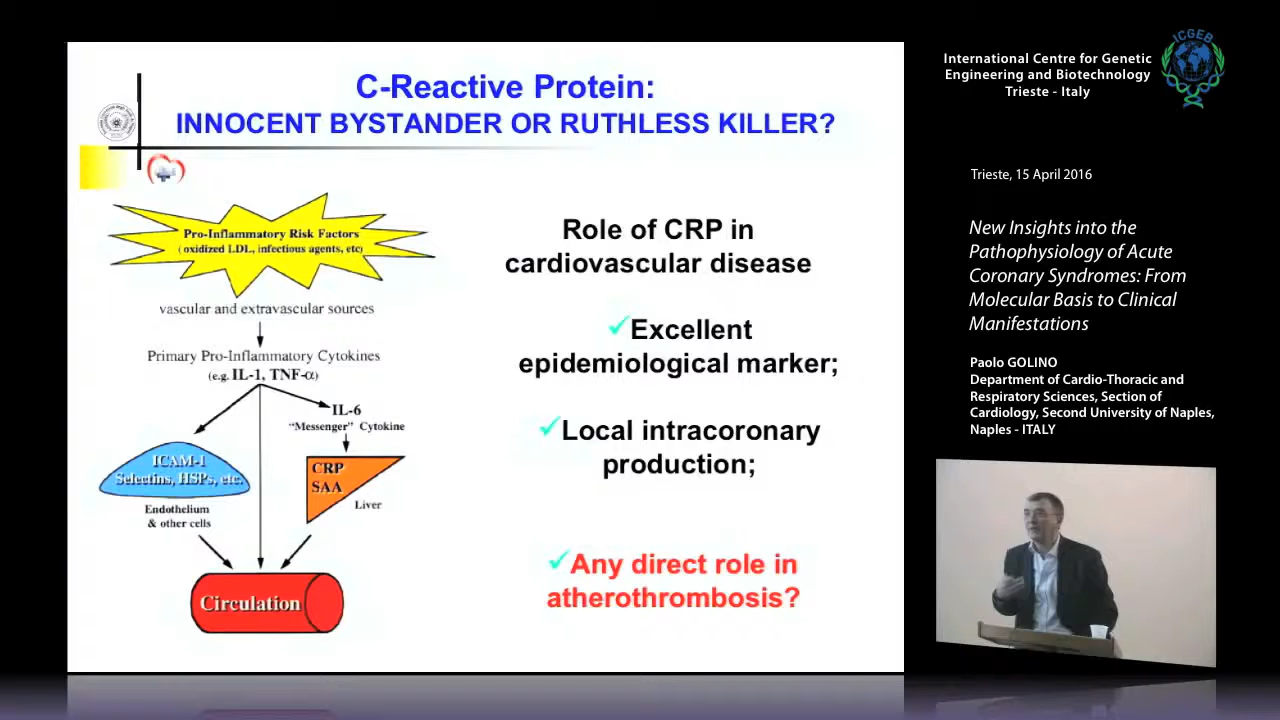 C-Reactive Protein:
INNOCENT BYSTANDER OR RUTHLESS KILLER?
Pro-Inflammatory Risk Factors
(oxidized LDL, infectious agents, etc)
vascular and extravascular sources
Primary Pro-Inflammatory Cytokines
(e.g. IL-1, TNF-α)
IL-6
"Messenger" Cytokine
ICAM-1
Selectins, HSPs, etc.
CRP
SAA
Liver
Endothelium
& other cells
Circulation
Role of CRP in
cardiovascular disease
✓Excellent
epidemiological marker;
✓Local intracoronary
production;
✓Any direct role in
atherothrombosis?
International Centre for Genetic
Engineering and Biotechnology
Trieste - Italy
ICGEB
Trieste, 15 April 2016
New Insights into the
Pathophysiology of Acute
Coronary Syndromes: From
Molecular Basis to Clinical
Manifestations
Paolo GOLINO
Department of Cardio-Thoracic and
Respiratory Sciences, Section of
Cardiology, Second University of Naples,
Naples - ITALY